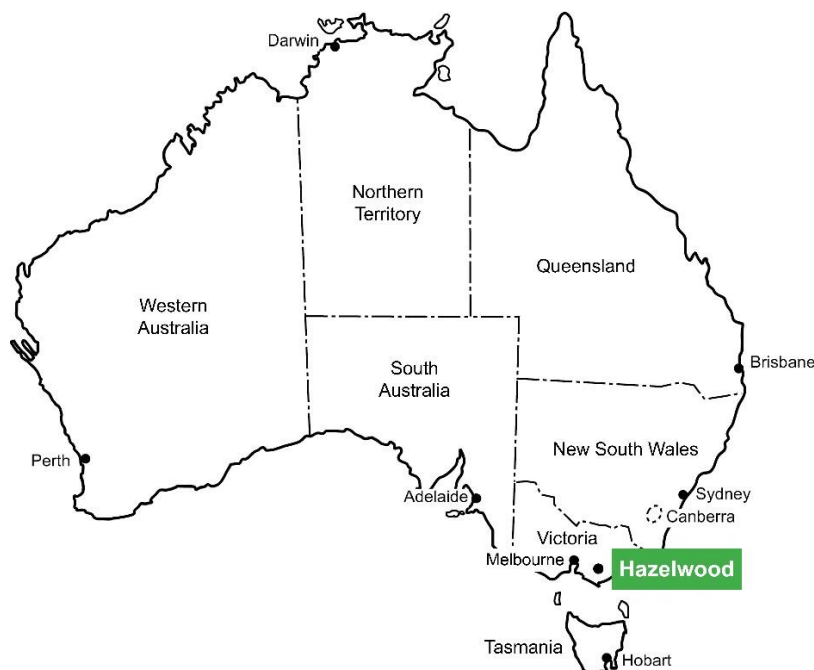 Darwin
Northern
Territory
Queensland
Western
Australia
South
Australia
Brisbane
New South Wales
Perth
Adelaide
Sydney
Canberra
Victoria
Melbourne
Hazelwood
Tasmania
Hobart